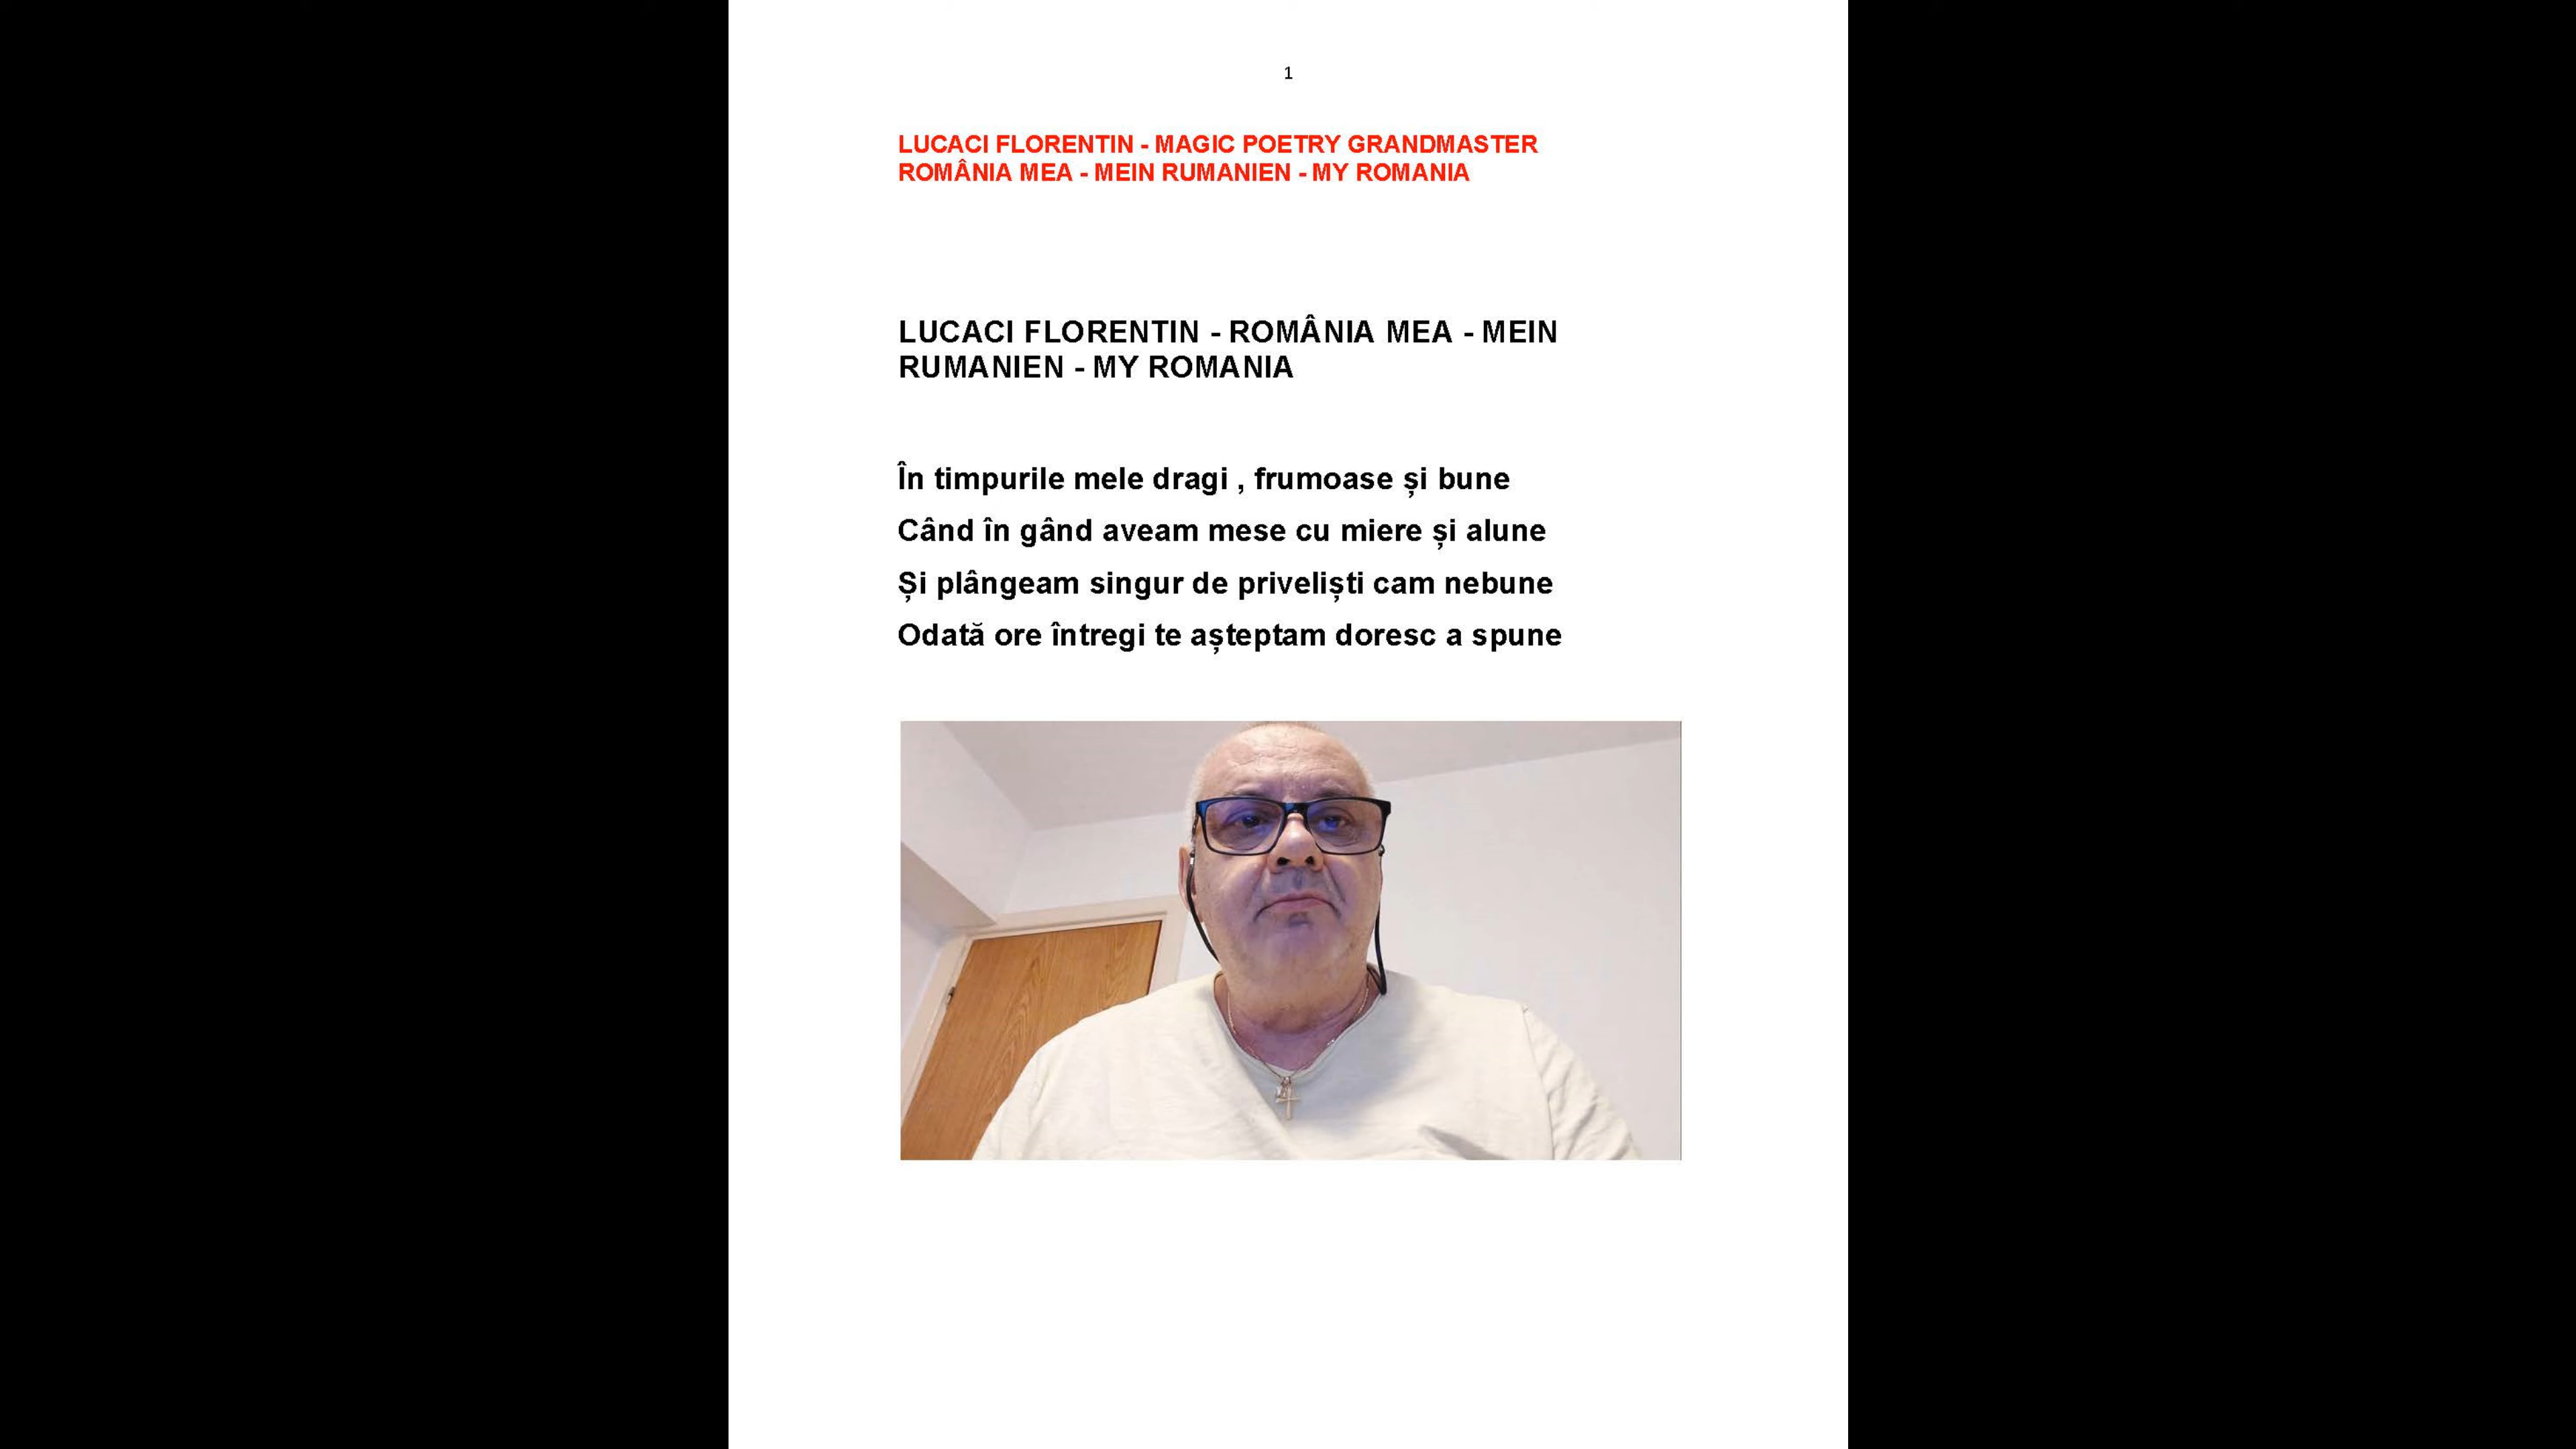 1
LUCACI FLORENTIN - MAGIC POETRY GRANDMASTER
ROMÂNIA MEA - MEIN RUMANIEN - MY ROMANIA
LUCACI FLORENTIN - ROMÂNIA MEA - MEIN
RUMANIEN - MY ROMANIA
În timpurile mele dragi , frumoase și bune
Când în gând aveam mese cu miere și alune
Și plângeam singur de priveliști cam nebune
Odată ore întregi te așteptam doresc a spune